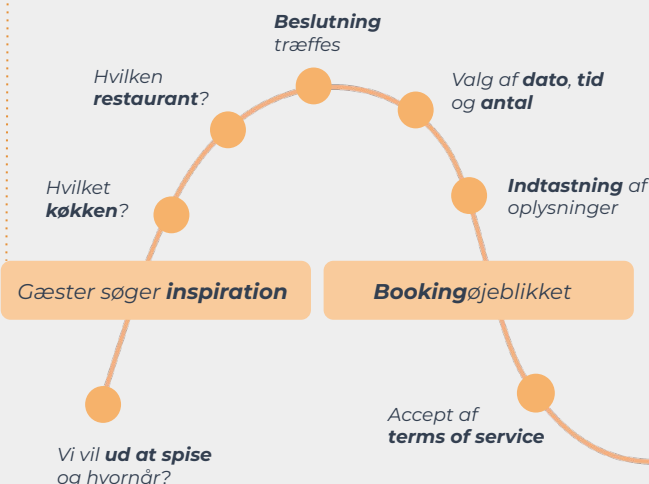 Beslutning
træffes
Hvilken
restaurant?
Valg af dato, tid
og antal
Hvilket
køkken?
Indtastning af
oplysninger
Gæster søger inspiration
Bookingøjeblikket
Accept af
terms of service
Vi vil ud at spise
og hvornår?